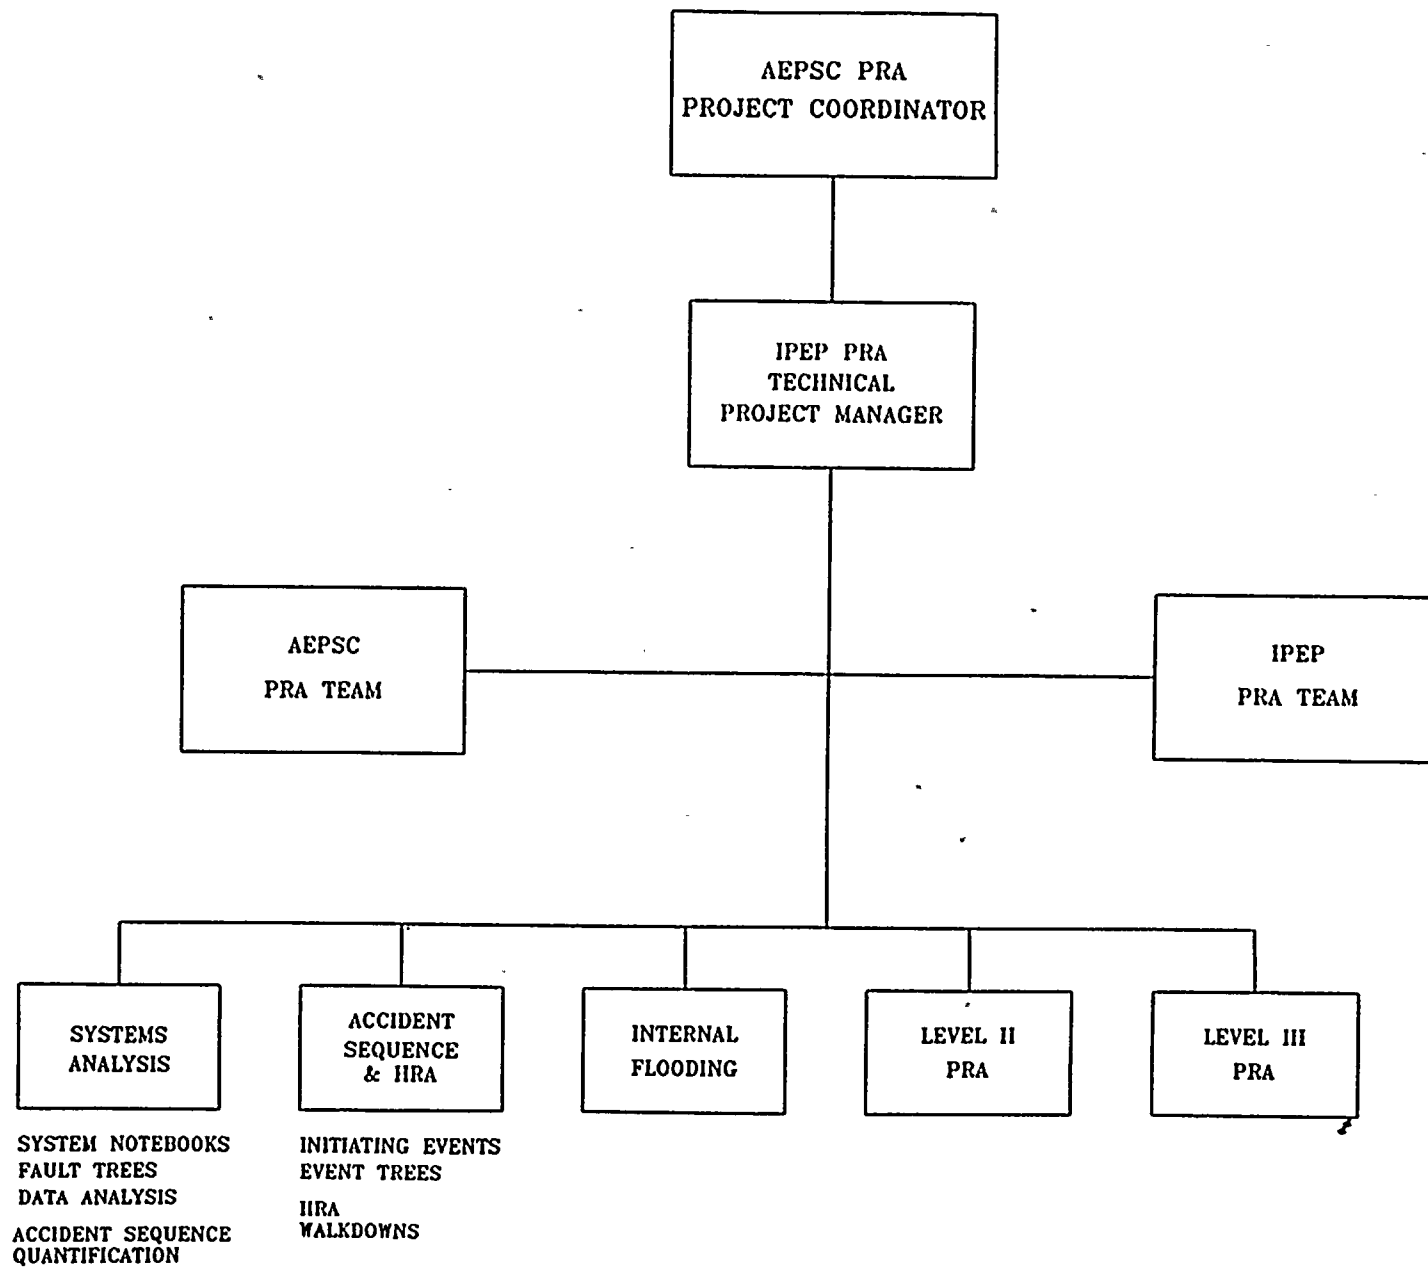 AEPSC PRA
PROJECT COORDINATOR
IPEP PRA
TECHNICAL
PROJECT MANAGER
AEPSC
PRA TEAM
IPEP
PRA TEAM
SYSTEMS
ANALYSIS
ACCIDENT
SEQUENCE
& HRA
INTERNAL
FLOODING
LEVEL II
PRA
LEVEL III
PRA
SYSTEM NOTEBOOKS
FAULT TREES
DATA ANALYSIS
ACCIDENT SEQUENCE
QUANTIFICATION
INITIATING EVENTS
EVENT TREES
HRA
WALKDOWNS